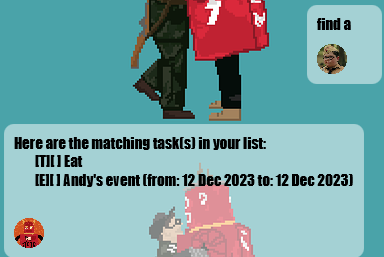 find a
Here are the matching task(s) in your list:
[T][ ] Eat
[E][ ] Andy's event (from: 12 Dec 2023 to: 12 Dec 2023)